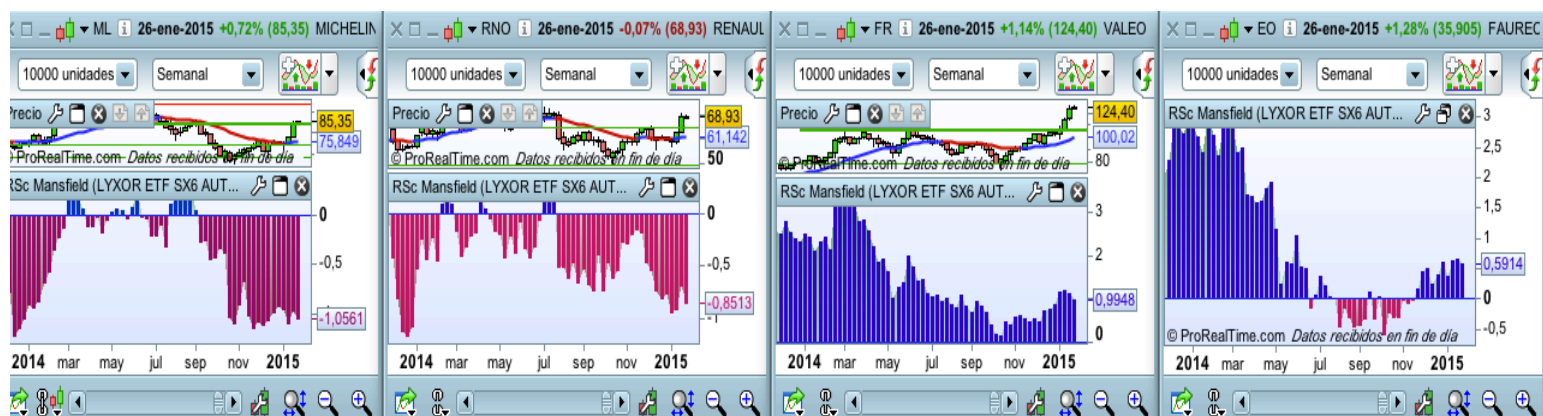 ML 26-ene-2015 +0,72% (85,35) MICHELIN
10000 unidades Semanal
Precio
85,35
75,849
© ProRealTime.com Datos recibidos en fin de día
RSc Mansfield (LYXOR ETF SX6 AUT...
0
-0,5
-1,0561
2014 mar may jul sep nov 2015
RNO 26-ene-2015 -0,07% (68,93) RENAUL
10000 unidades Semanal
Precio
68,93
61,142
50
© ProRealTime.com Datos recibidos en fin de día
RSc Mansfield (LYXOR ETF SX6 AUT...
0
-0,5
-0,8513
-1
2014 mar may jul sep nov 2015
FR 26-ene-2015 +1,14% (124,40) VALEO
10000 unidades Semanal
Precio
124,40
100,02
80
© ProRealTime.com Datos recibidos en fin de día
RSc Mansfield (LYXOR ETF SX6 AUT...
3
2
0,9948
0
2014 mar may jul sep nov 2015
EO 26-ene-2015 +1,28% (35,905) FAUREC
10000 unidades Semanal
RSc Mansfield (LYXOR ETF SX6 AUT...
3
2,5
2
1,5
1
0,5914
0
-0,5
© ProRealTime.com Datos recibidos en fin de día
2014 mar may jul sep nov 2015